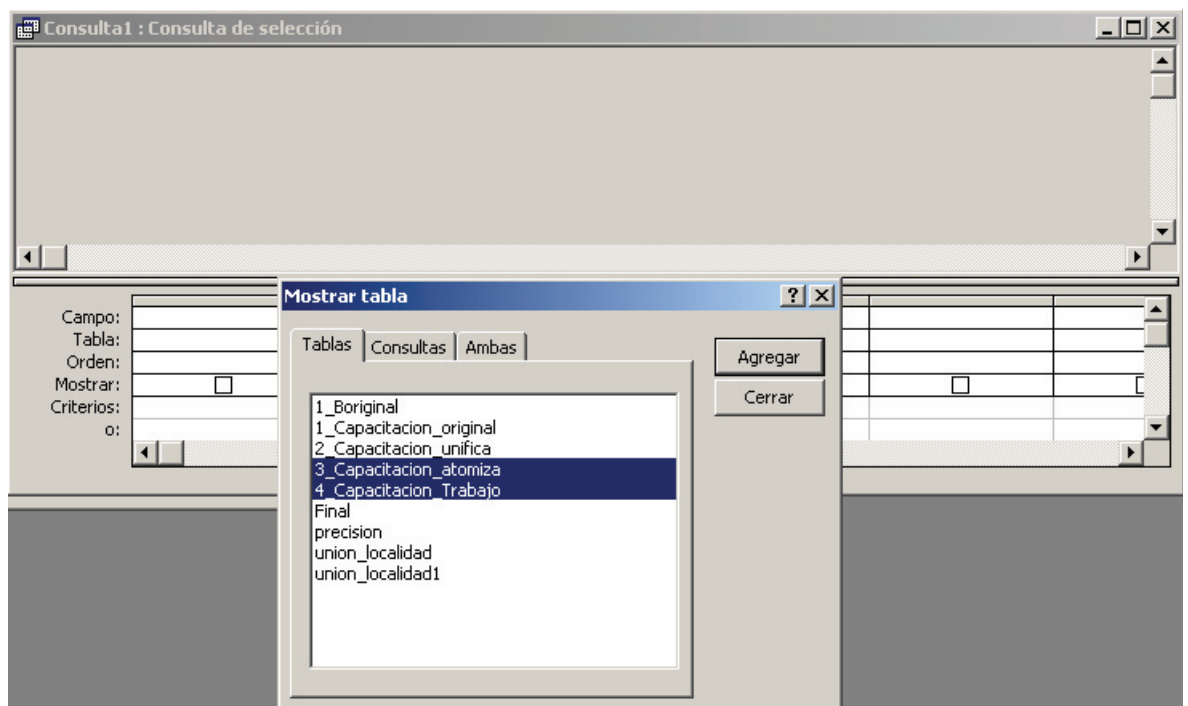 Consulta1 : Consulta de selección
Mostrar tabla
Campo:
Tabla:
Orden:
Mostrar:
Criterios:
o:
Tablas Consultas Ambas
Agregar
Cerrar
1_Boriginal
1_Capacitacion_original
2_Capacitacion_unifica
3_Capacitacion_atomiza
4_Capacitacion_Trabajo
Final
precision
union_localidad
union_localidad1